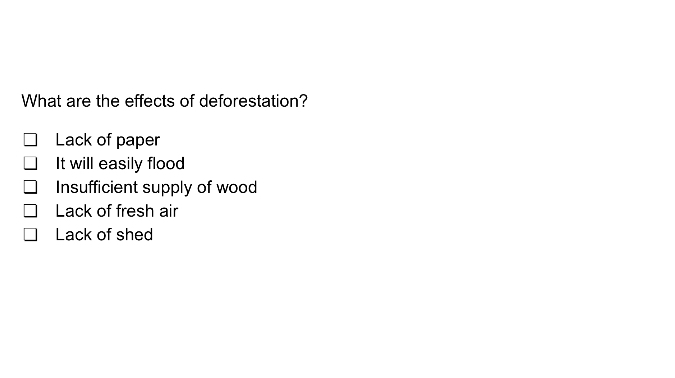 What are the effects of deforestation?
❑ Lack of paper
❑ It will easily flood
❑ Insufficient supply of wood
❑ Lack of fresh air
❑ Lack of shed